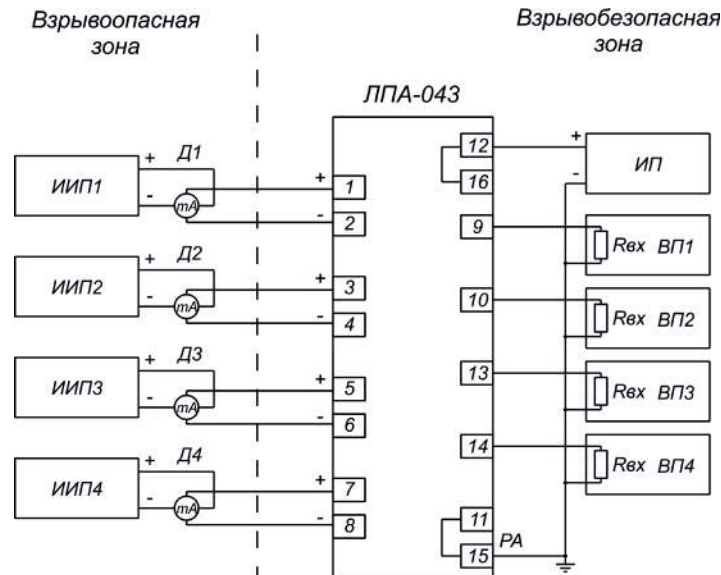 Взрывоопасная
зона
Взрывобезопасная
зона
ЛПА-043
ИИП1
+ Д1
-
mA
+ 1
- 2
ИИП2
+ Д2
-
mA
+ 3
- 4
ИИП3
+ Д3
-
mA
+ 5
- 6
ИИП4
+ Д4
-
mA
+ 7
- 8
12
16
+
-
ИП
9
Rвх ВП1
10
Rвх ВП2
13
Rвх ВП3
14
Rвх ВП4
11
15
РА